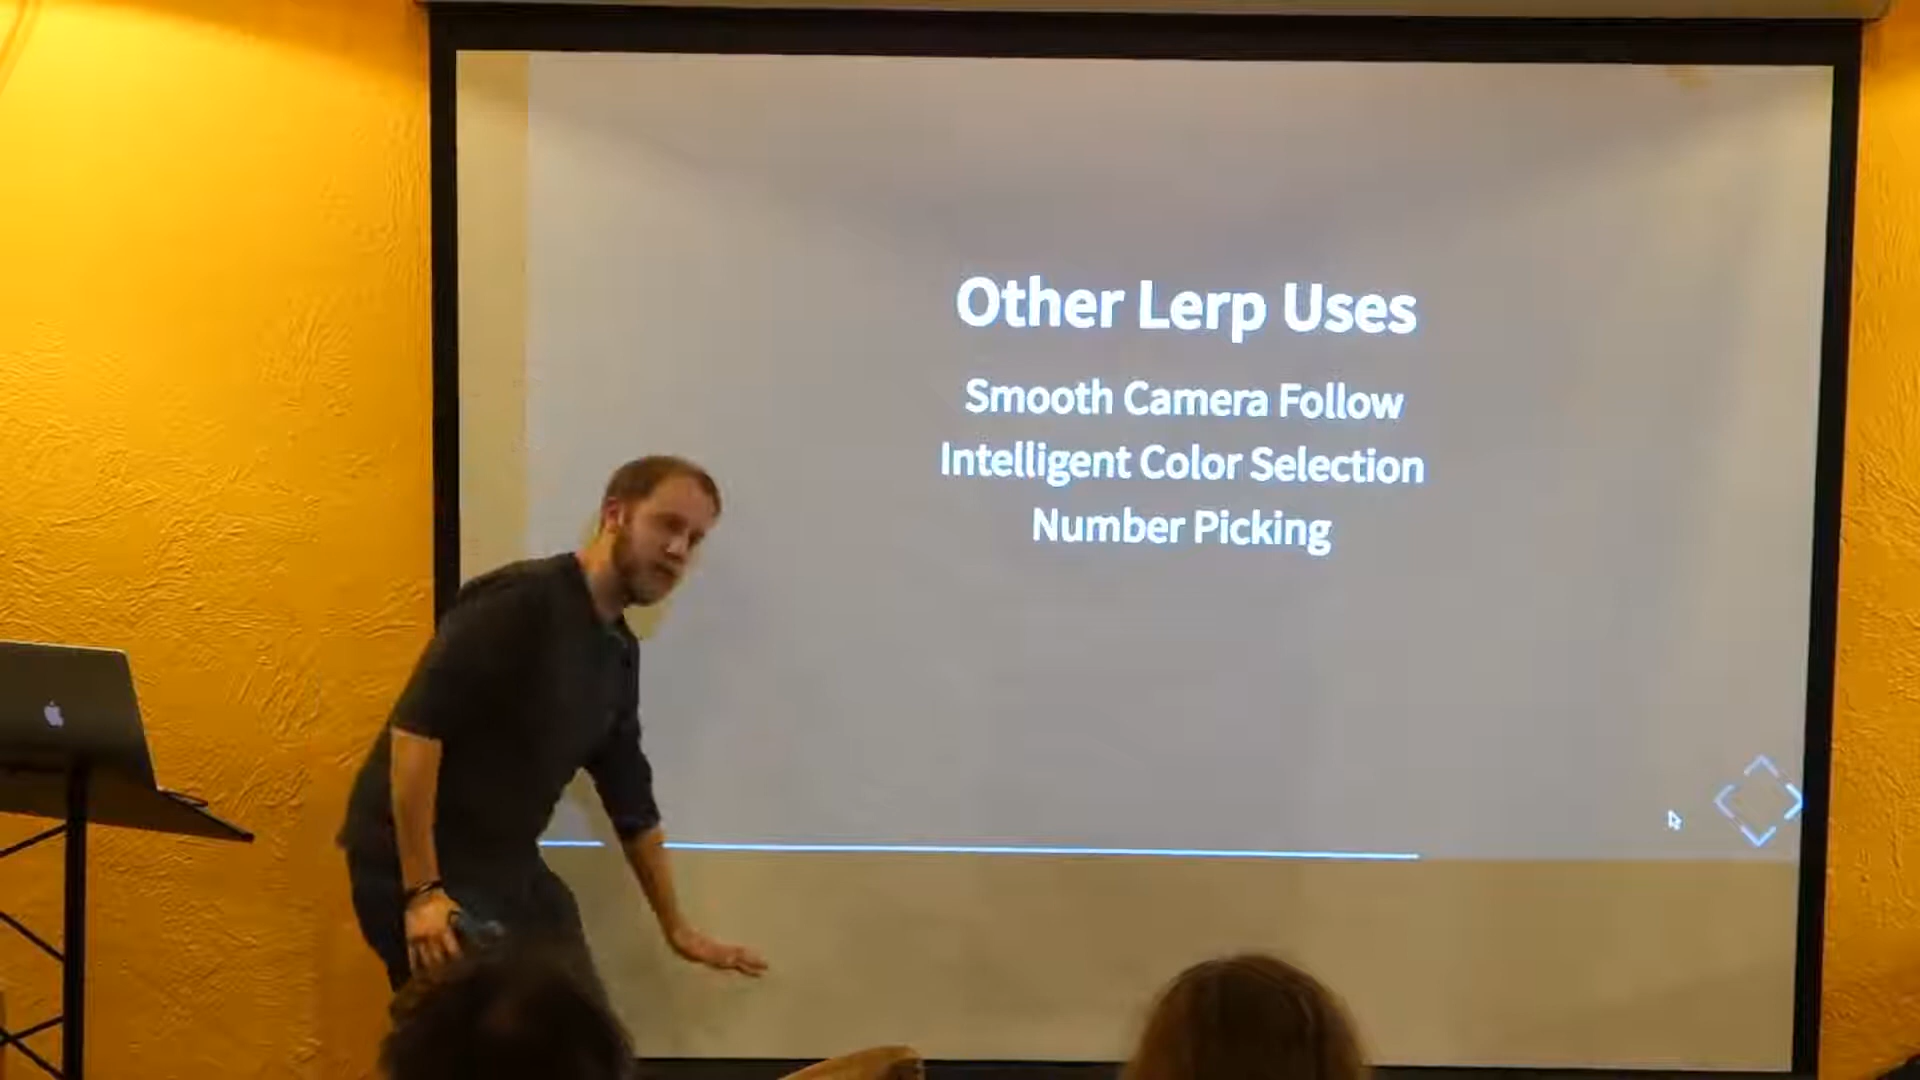 Other Lerp Uses
Smooth Camera Follow
Intelligent Color Selection
Number Picking